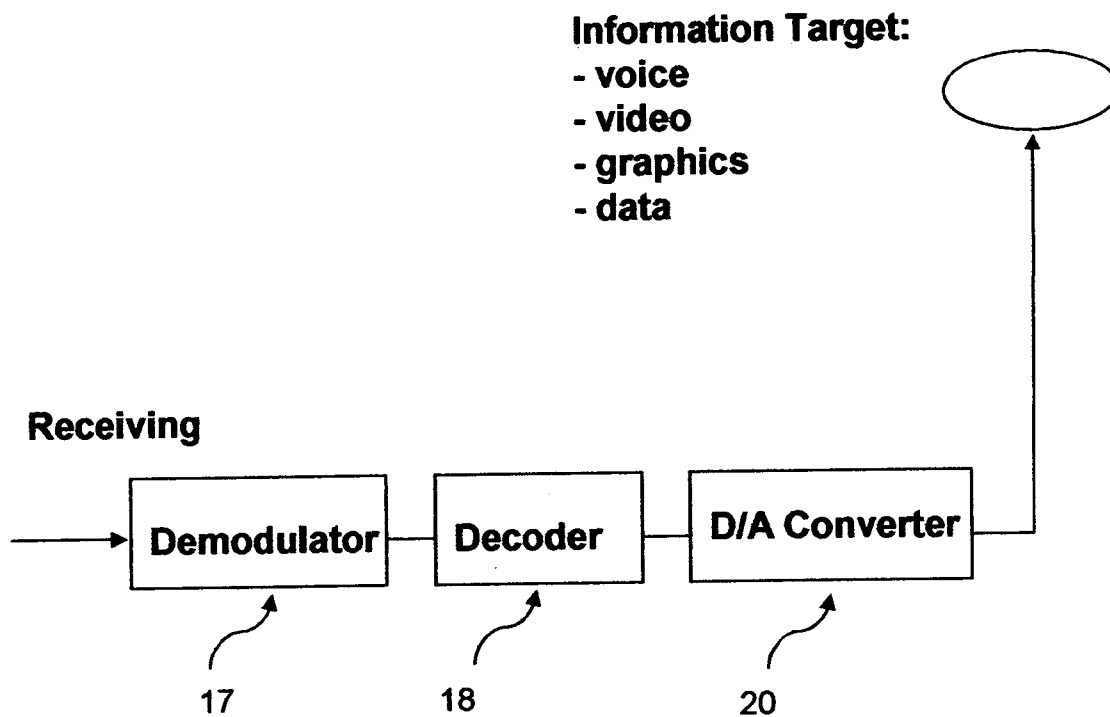 Information Target:
- voice
- video
- graphics
- data
Receiving
Demodulator
Decoder
D/A Converter
17
18
20